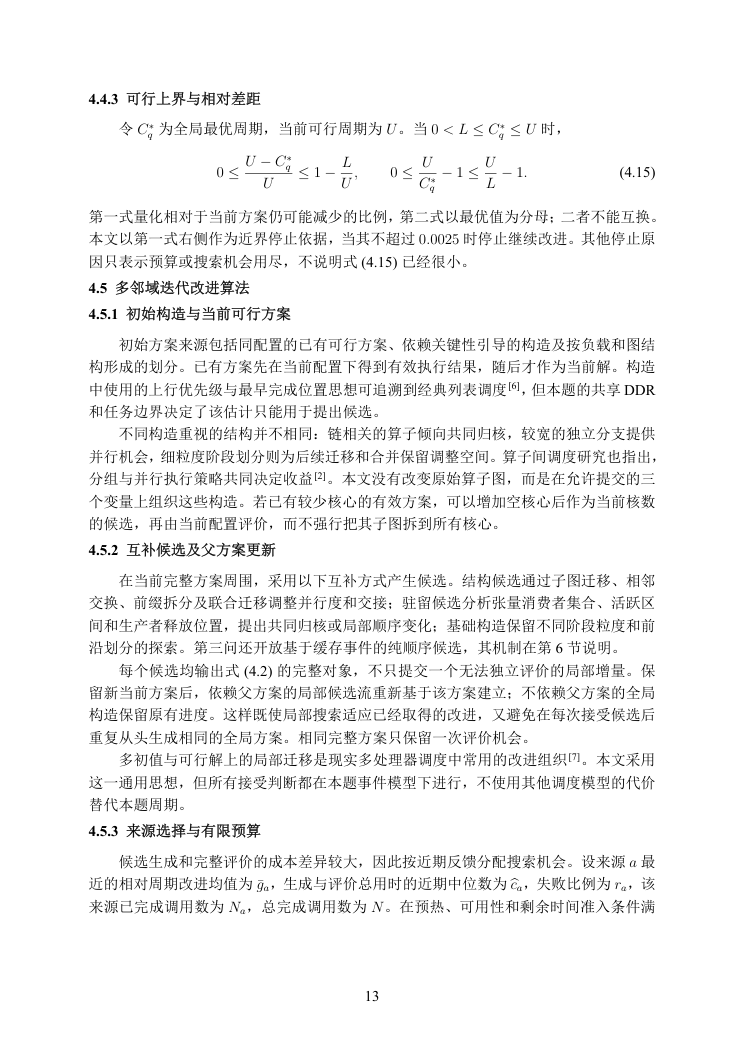 4.4.3 可行上界与相对差距
令 C*q 为全局最优周期，当前可行周期为 U。当 0 < L ≤ C*q ≤ U 时，
0 ≤ (U − C*q)/U ≤ 1 − L/U,  0 ≤ U/C*q − 1 ≤ U/L − 1. (4.15)
第一式量化相对于当前方案仍可能减少的比例，第二式以最优值为分母；二者不能互换。
本文以第一式右侧作为近界停止依据，当其不超过 0.0025 时停止继续改进。其他停止原
因只表示预算或搜索机会用尽，不说明式 (4.15) 已经很小。
4.5 多邻域迭代改进算法
4.5.1 初始构造与当前可行方案
初始方案来源包括同配置的已有可行方案、依赖关键性引导的构造及按负载和图结
构形成的划分。已有方案先在当前配置下得到有效执行结果，随后才作为当前解。构造
中使用的上行优先级与最早完成位置思想可追溯到经典列表调度[6]，但本题的共享 DDR
和任务边界决定了该估计只能用于提出候选。
不同构造重视的结构并不相同：链相关的算子倾向共同归核，较宽的独立分支提供
并行机会，细粒度阶段划分则为后续迁移和合并保留调整空间。算子间调度研究也指出，
分组与并行执行策略共同决定收益[2]。本文没有改变原始算子图，而是在允许提交的三
个变量上组织这些构造。若已有较少核心的有效方案，可以增加空核心后作为当前核数
的候选，再由当前配置评价，而不强行把其子图拆到所有核心。
4.5.2 互补候选及父方案更新
在当前完整方案周围，采用以下互补方式产生候选。结构候选通过子图迁移、相邻
交换、前缀拆分及联合迁移调整并行度和交接；驻留候选分析张量消费者集合、活跃区
间和生产者释放位置，提出共同归核或局部顺序变化；基础构造保留不同阶段粒度和前
沿划分的探索。第三问还开放基于缓存事件的纯顺序候选，其机制在第 6 节说明。
每个候选均输出式 (4.2) 的完整对象，不只提交一个无法独立评价的局部增量。保
留新当前方案后，依赖父方案的局部候选流重新基于该方案建立；不依赖父方案的全局
构造保留原有进度。这样既使局部搜索适应已经取得的改进，又避免在每次接受候选后
重复从头生成相同的全局方案。相同完整方案只保留一次评价机会。
多初值与可行解上的局部迁移是现实多处理器调度中常用的改进组织[7]。本文采用
这一通用思想，但所有接受判断都在本题事件模型下进行，不使用其他调度模型的代价
替代本题周期。
4.5.3 来源选择与有限预算
候选生成和完整评价的成本差异较大，因此按近期反馈分配搜索机会。设来源 a 最
近的相对周期改进均值为 ḡa，生成与评价总用时的近期中位数为 ĉa，失败比例为 ra，该
来源已完成调用数为 Na，总完成调用数为 N。在预热、可用性和剩余时间准入条件满
13